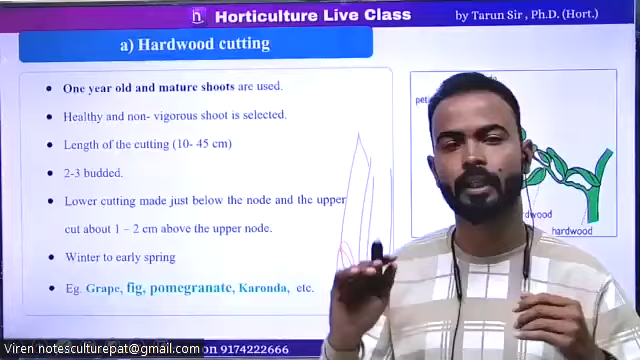 Horticulture Live Class
by Tarun Sir , Ph.D. (Hort.)
a) Hardwood cutting
One year old and mature shoots are used.
Healthy and non- vigorous shoot is selected.
Length of the cutting (10- 45 cm)
2-3 budded.
Lower cutting made just below the node and the upper
cut about 1 – 2 cm above the upper node.
Winter to early spring
Eg. Grape, fig, pomegranate, Karonda, etc.
hardwood
Viren notesculturepat@gmail.com
on 9174222666